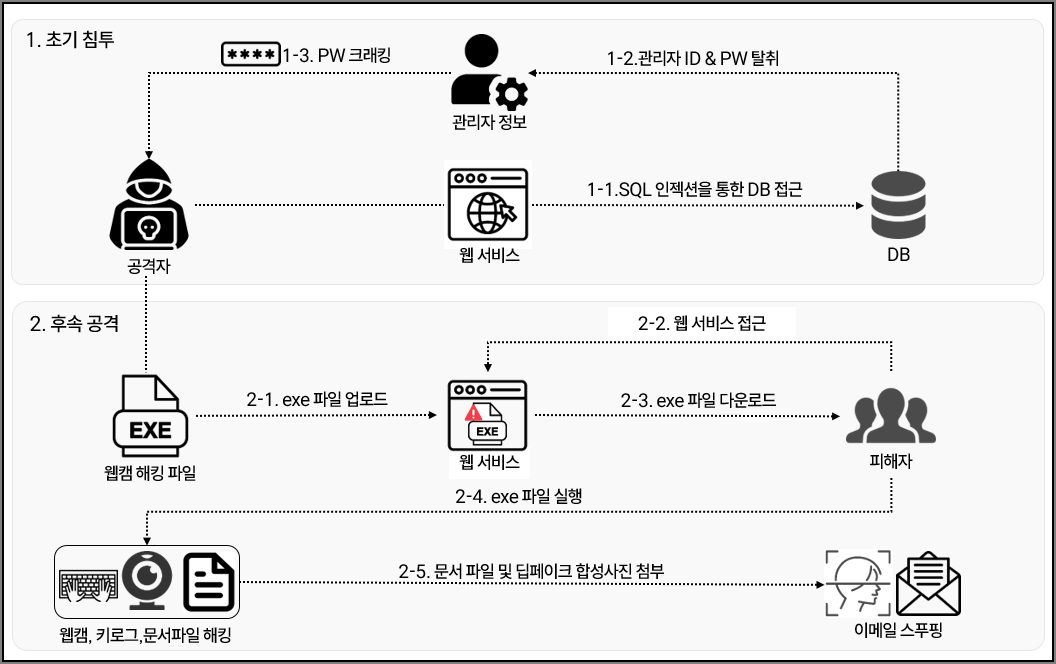 1. 초기 침투
**** 1-3. PW 크래킹
1-2.관리자 ID & PW 탈취
관리자 정보
1-1.SQL 인젝션을 통한 DB 접근
공격자
웹 서비스
DB
2. 후속 공격
2-2. 웹 서비스 접근
2-1. exe 파일 업로드
2-3. exe 파일 다운로드
EXE
EXE
웹캠 해킹 파일
웹 서비스
피해자
2-4. exe 파일 실행
2-5. 문서 파일 및 딥페이크 합성사진 첨부
웹캠, 키로그,문서파일 해킹
이메일 스푸핑